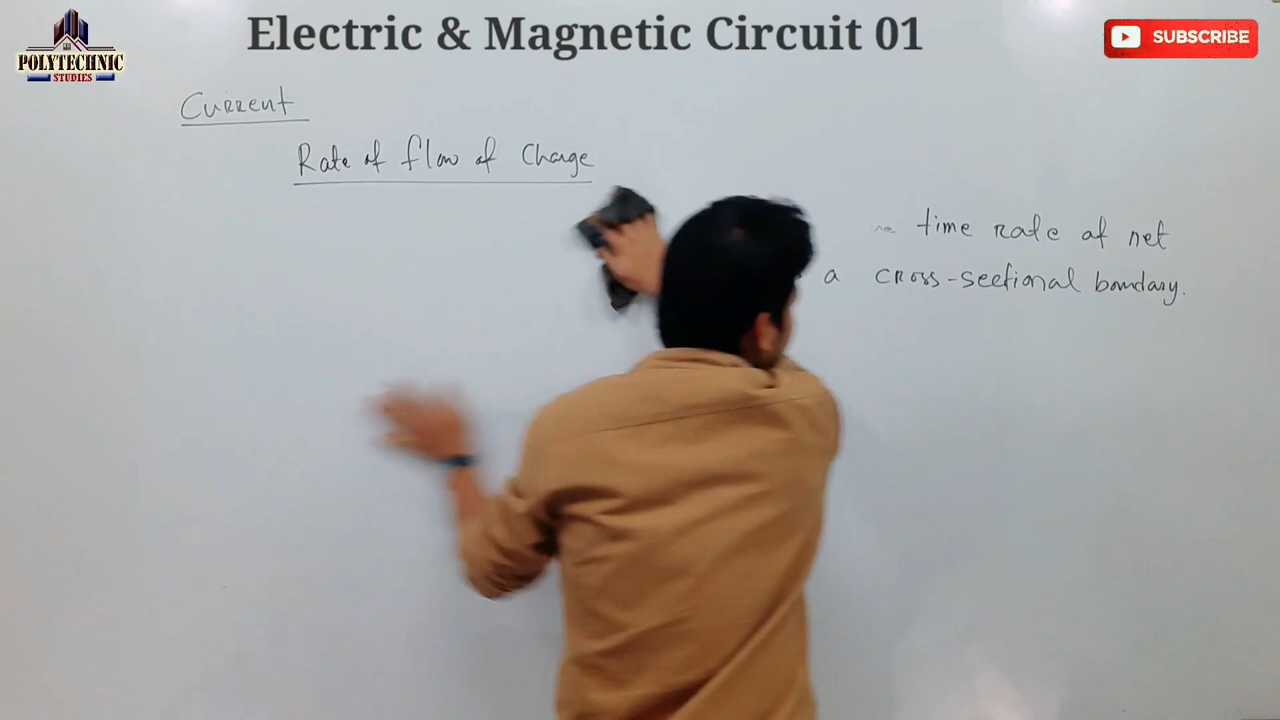 Electric & Magnetic Circuit 01
POLYTECHNIC
STUDIES
SUBSCRIBE
Current
Rate of flow of Charge
time rate of net
a cross-sectional boundary.